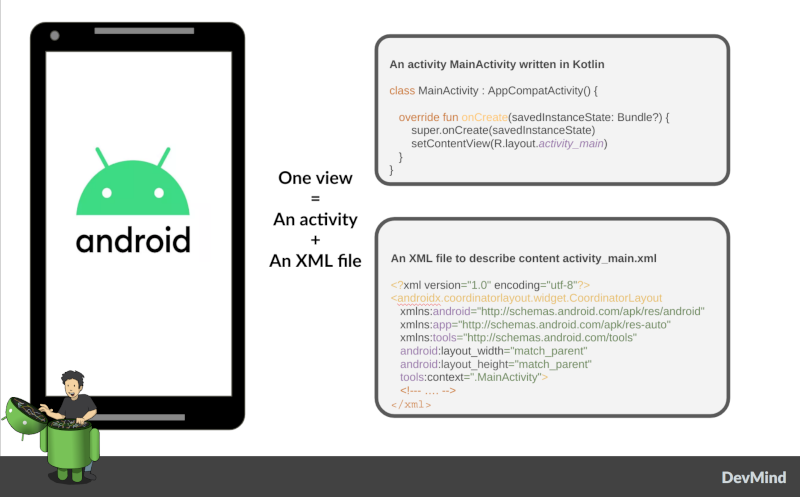 android
One view
=
An activity
+
An XML file
An activity MainActivity written in Kotlin
class MainActivity : AppCompatActivity() {
override fun onCreate(savedInstanceState: Bundle?) {
super.onCreate(savedInstanceState)
setContentView(R.layout.activity_main)
}
}
An XML file to describe content activity_main.xml
<?xml version="1.0" encoding="utf-8"?>
<androidx.coordinatorlayout.widget.CoordinatorLayout
xmlns:android="http://schemas.android.com/apk/res/android"
xmlns:app="http://schemas.android.com/apk/res-auto"
xmlns:tools="http://schemas.android.com/tools"
android:layout_width="match_parent"
android:layout_height="match_parent"
tools:context=".MainActivity">
<!--- .... -->
</xml>
DevMind